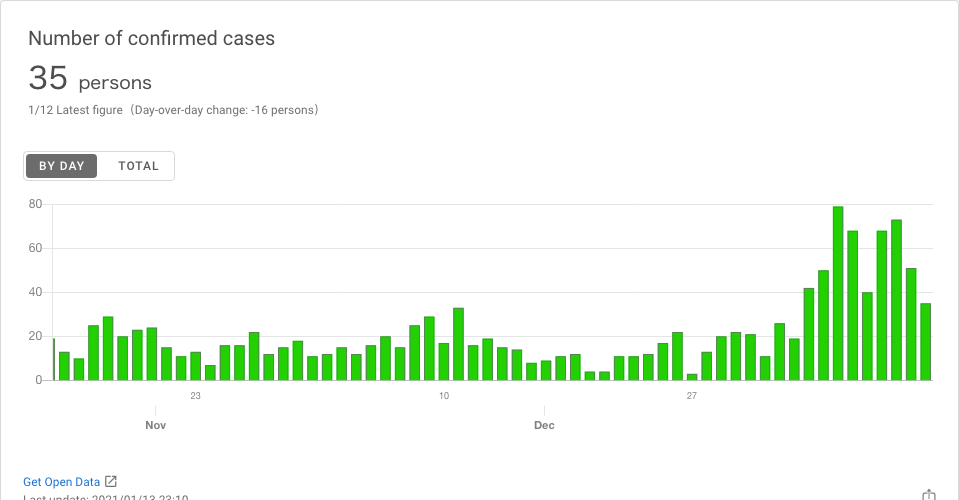 Number of confirmed cases
35 persons
1/12 Latest figure（Day-over-day change: -16 persons）
BY DAY TOTAL
80
60
40
20
0
23 10 27
Nov Dec
Get Open Data
Last update: 2021/01/13 23:10